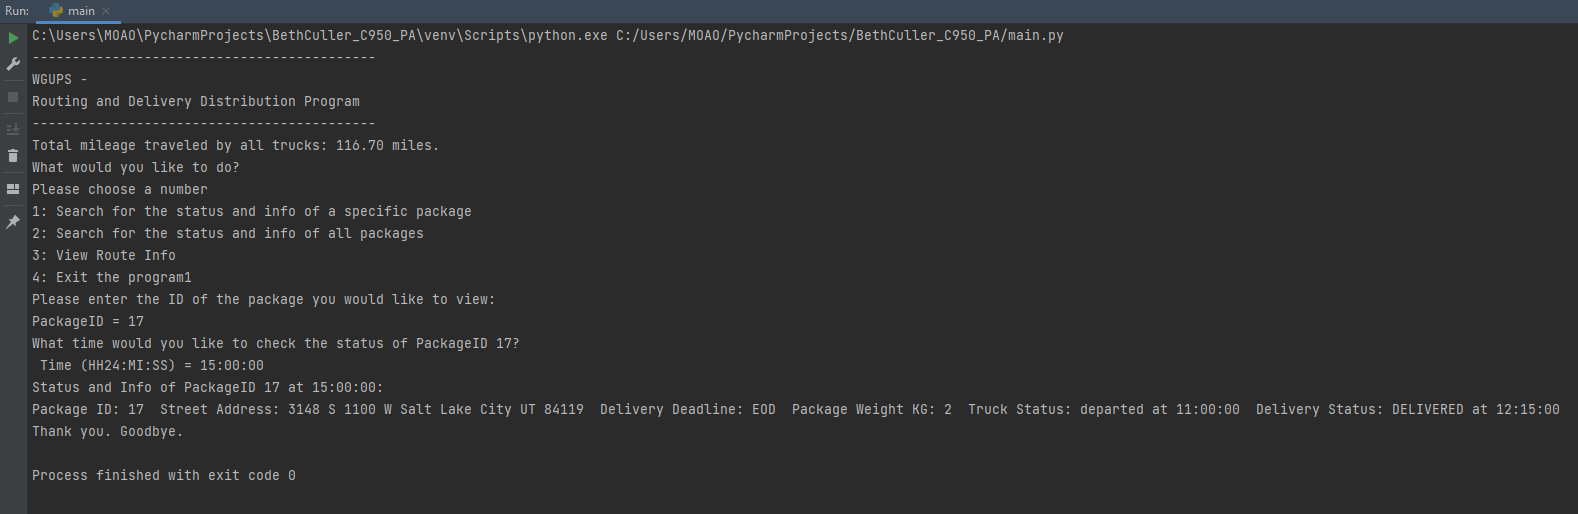 Run: main
C:\Users\MOAO\PycharmProjects\BethCuller_C950_PA\venv\Scripts\python.exe C:/Users/MOAO/PycharmProjects/BethCuller_C950_PA/main.py
-------------------------------------------
WGUPS -
Routing and Delivery Distribution Program
-------------------------------------------
Total mileage traveled by all trucks: 116.70 miles.
What would you like to do?
Please choose a number
1: Search for the status and info of a specific package
2: Search for the status and info of all packages
3: View Route Info
4: Exit the program1
Please enter the ID of the package you would like to view:
PackageID = 17
What time would you like to check the status of PackageID 17?
 Time (HH24:MI:SS) = 15:00:00
Status and Info of PackageID 17 at 15:00:00:
Package ID: 17  Street Address: 3148 S 1100 W Salt Lake City UT 84119  Delivery Deadline: EOD  Package Weight KG: 2  Truck Status: departed at 11:00:00  Delivery Status: DELIVERED at 12:15:00
Thank you. Goodbye.
Process finished with exit code 0